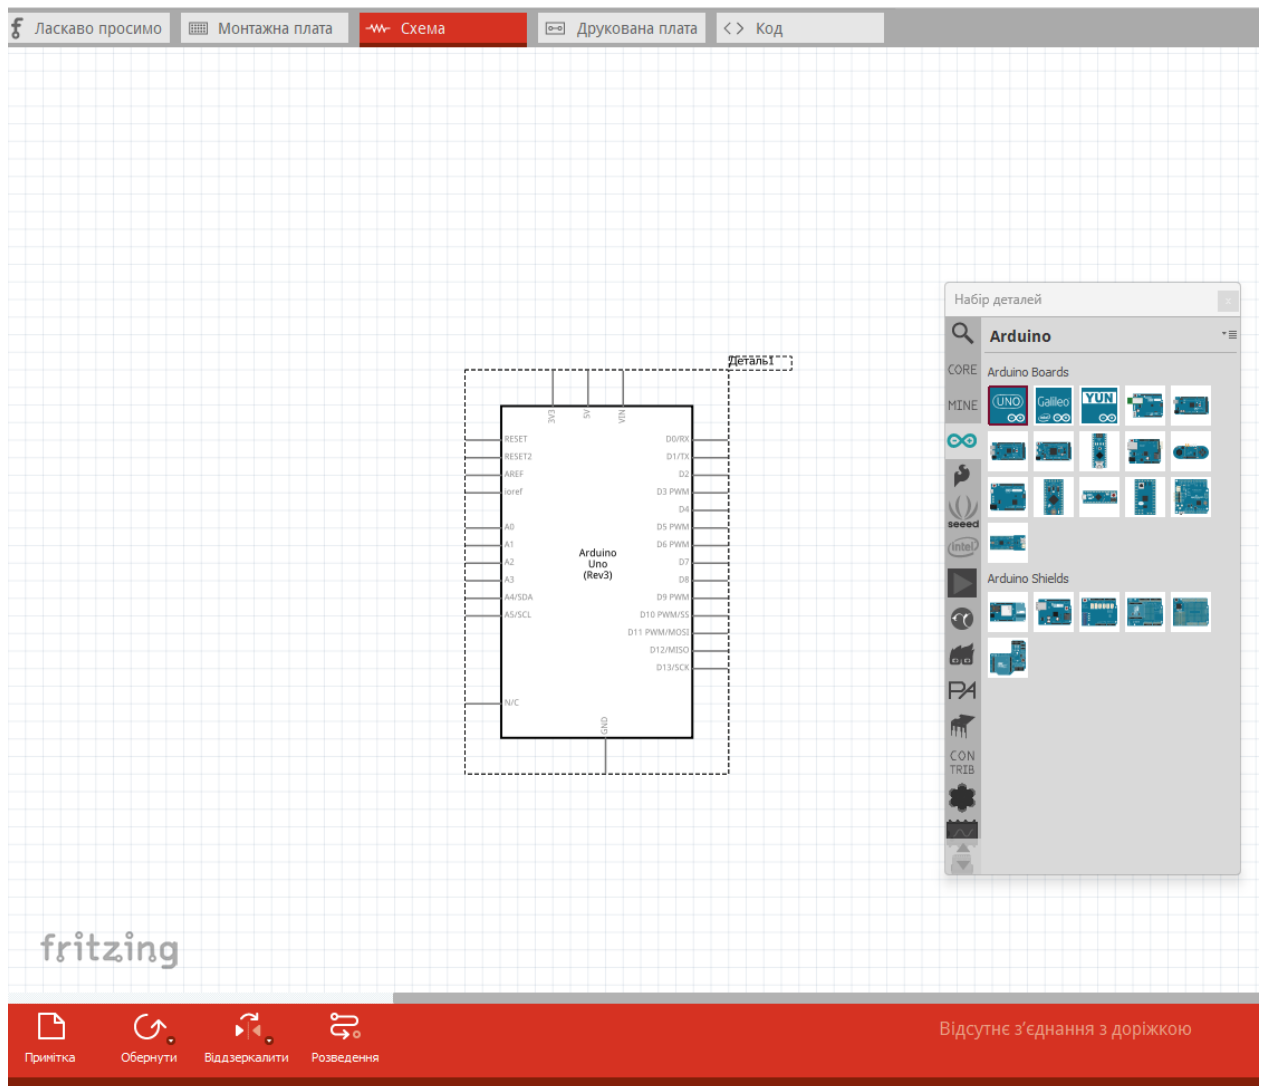 Ласкаво просимо
Монтажна плата
Схема
Друкована плата
Код
Набір деталей
Arduino
CORE
Arduino Boards
MINE
UNO
Galileo
intel
YUN
seeed
intel
Arduino Shields
PA
CON
TRIB
Деталь1
3V3
5V
VIN
RESET
RESET2
AREF
ioref
A0
A1
A2
A3
A4/SDA
A5/SCL
N/C
Arduino
Uno
(Rev3)
D0/RX
D1/TX
D2
D3 PWM
D4
D5 PWM
D6 PWM
D7
D8
D9 PWM
D10 PWM/SS
D11 PWM/MOSI
D12/MISO
D13/SCK
GND
fritzing
Примітка
Обернути
Віддзеркалити
Розведення
Відсутнє з’єднання з доріжкою